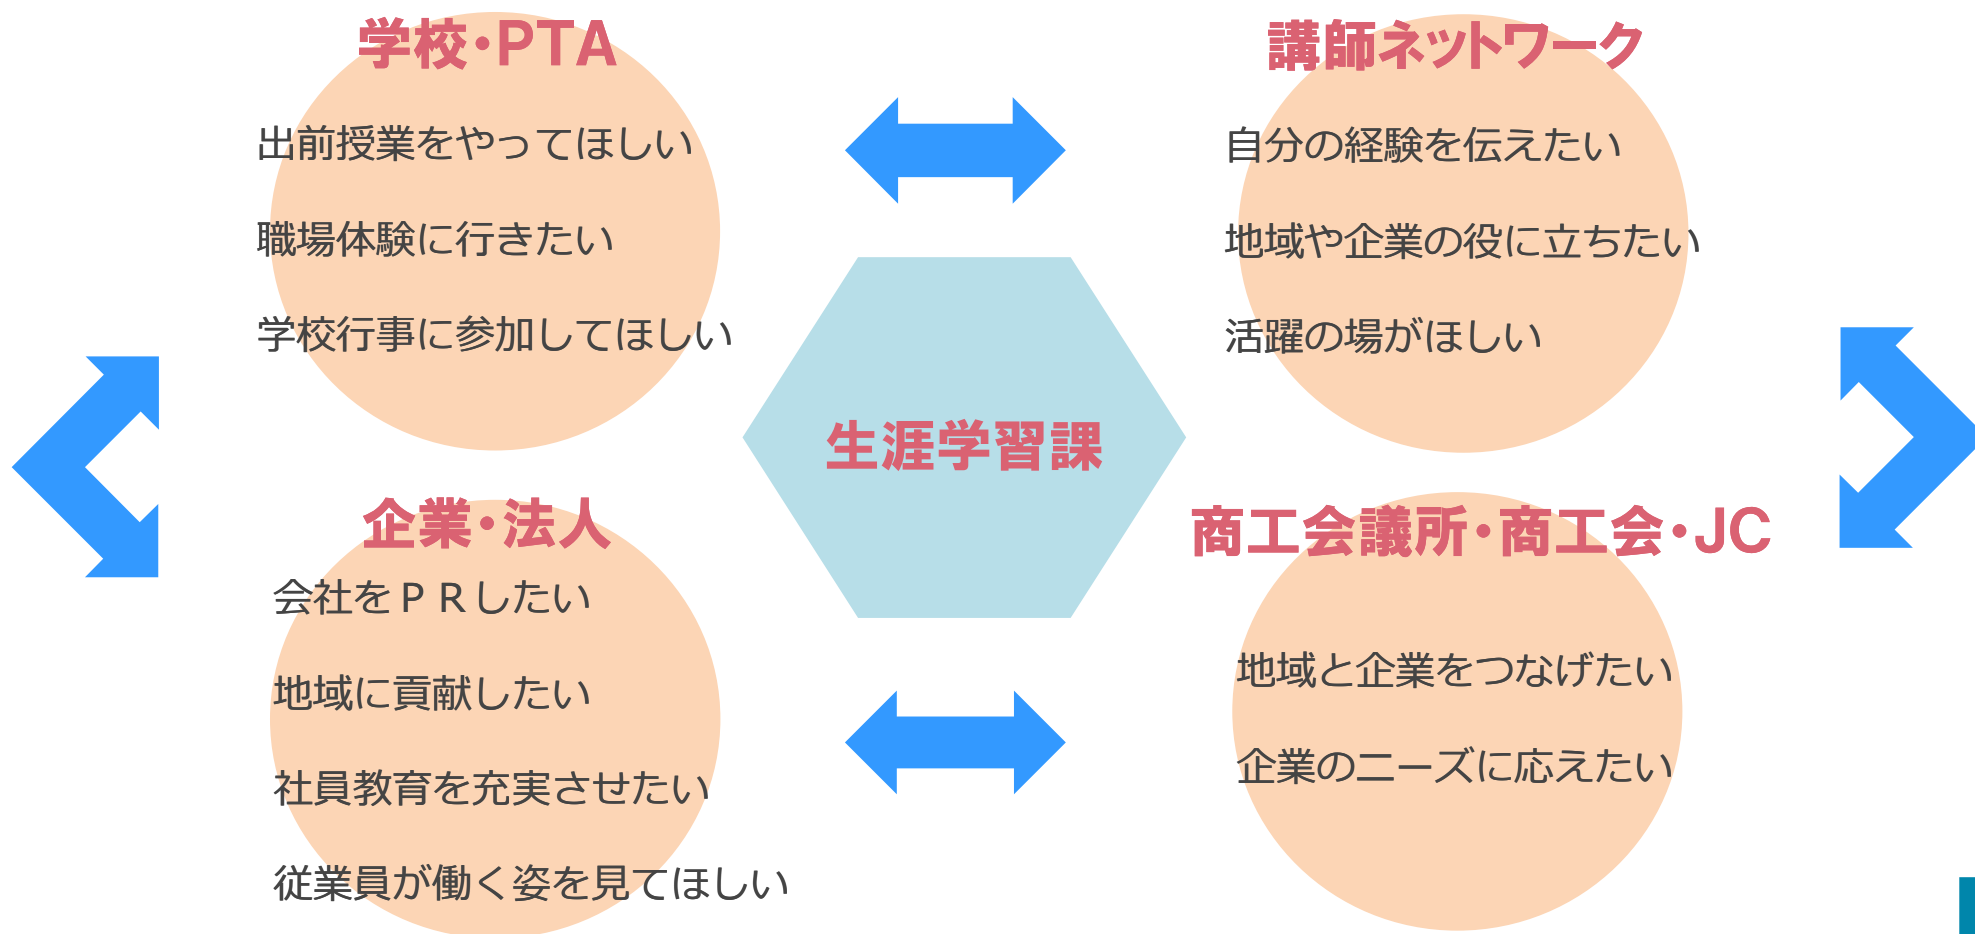 学校・PTA
出前授業をやってほしい
職場体験に行きたい
学校行事に参加してほしい
講師ネットワーク
自分の経験を伝えたい
地域や企業の役に立ちたい
活躍の場がほしい
生涯学習課
企業・法人
会社をＰＲしたい
地域に貢献したい
社員教育を充実させたい
従業員が働く姿を見てほしい
商工会議所・商工会・JC
地域と企業をつなげたい
企業のニーズに応えたい